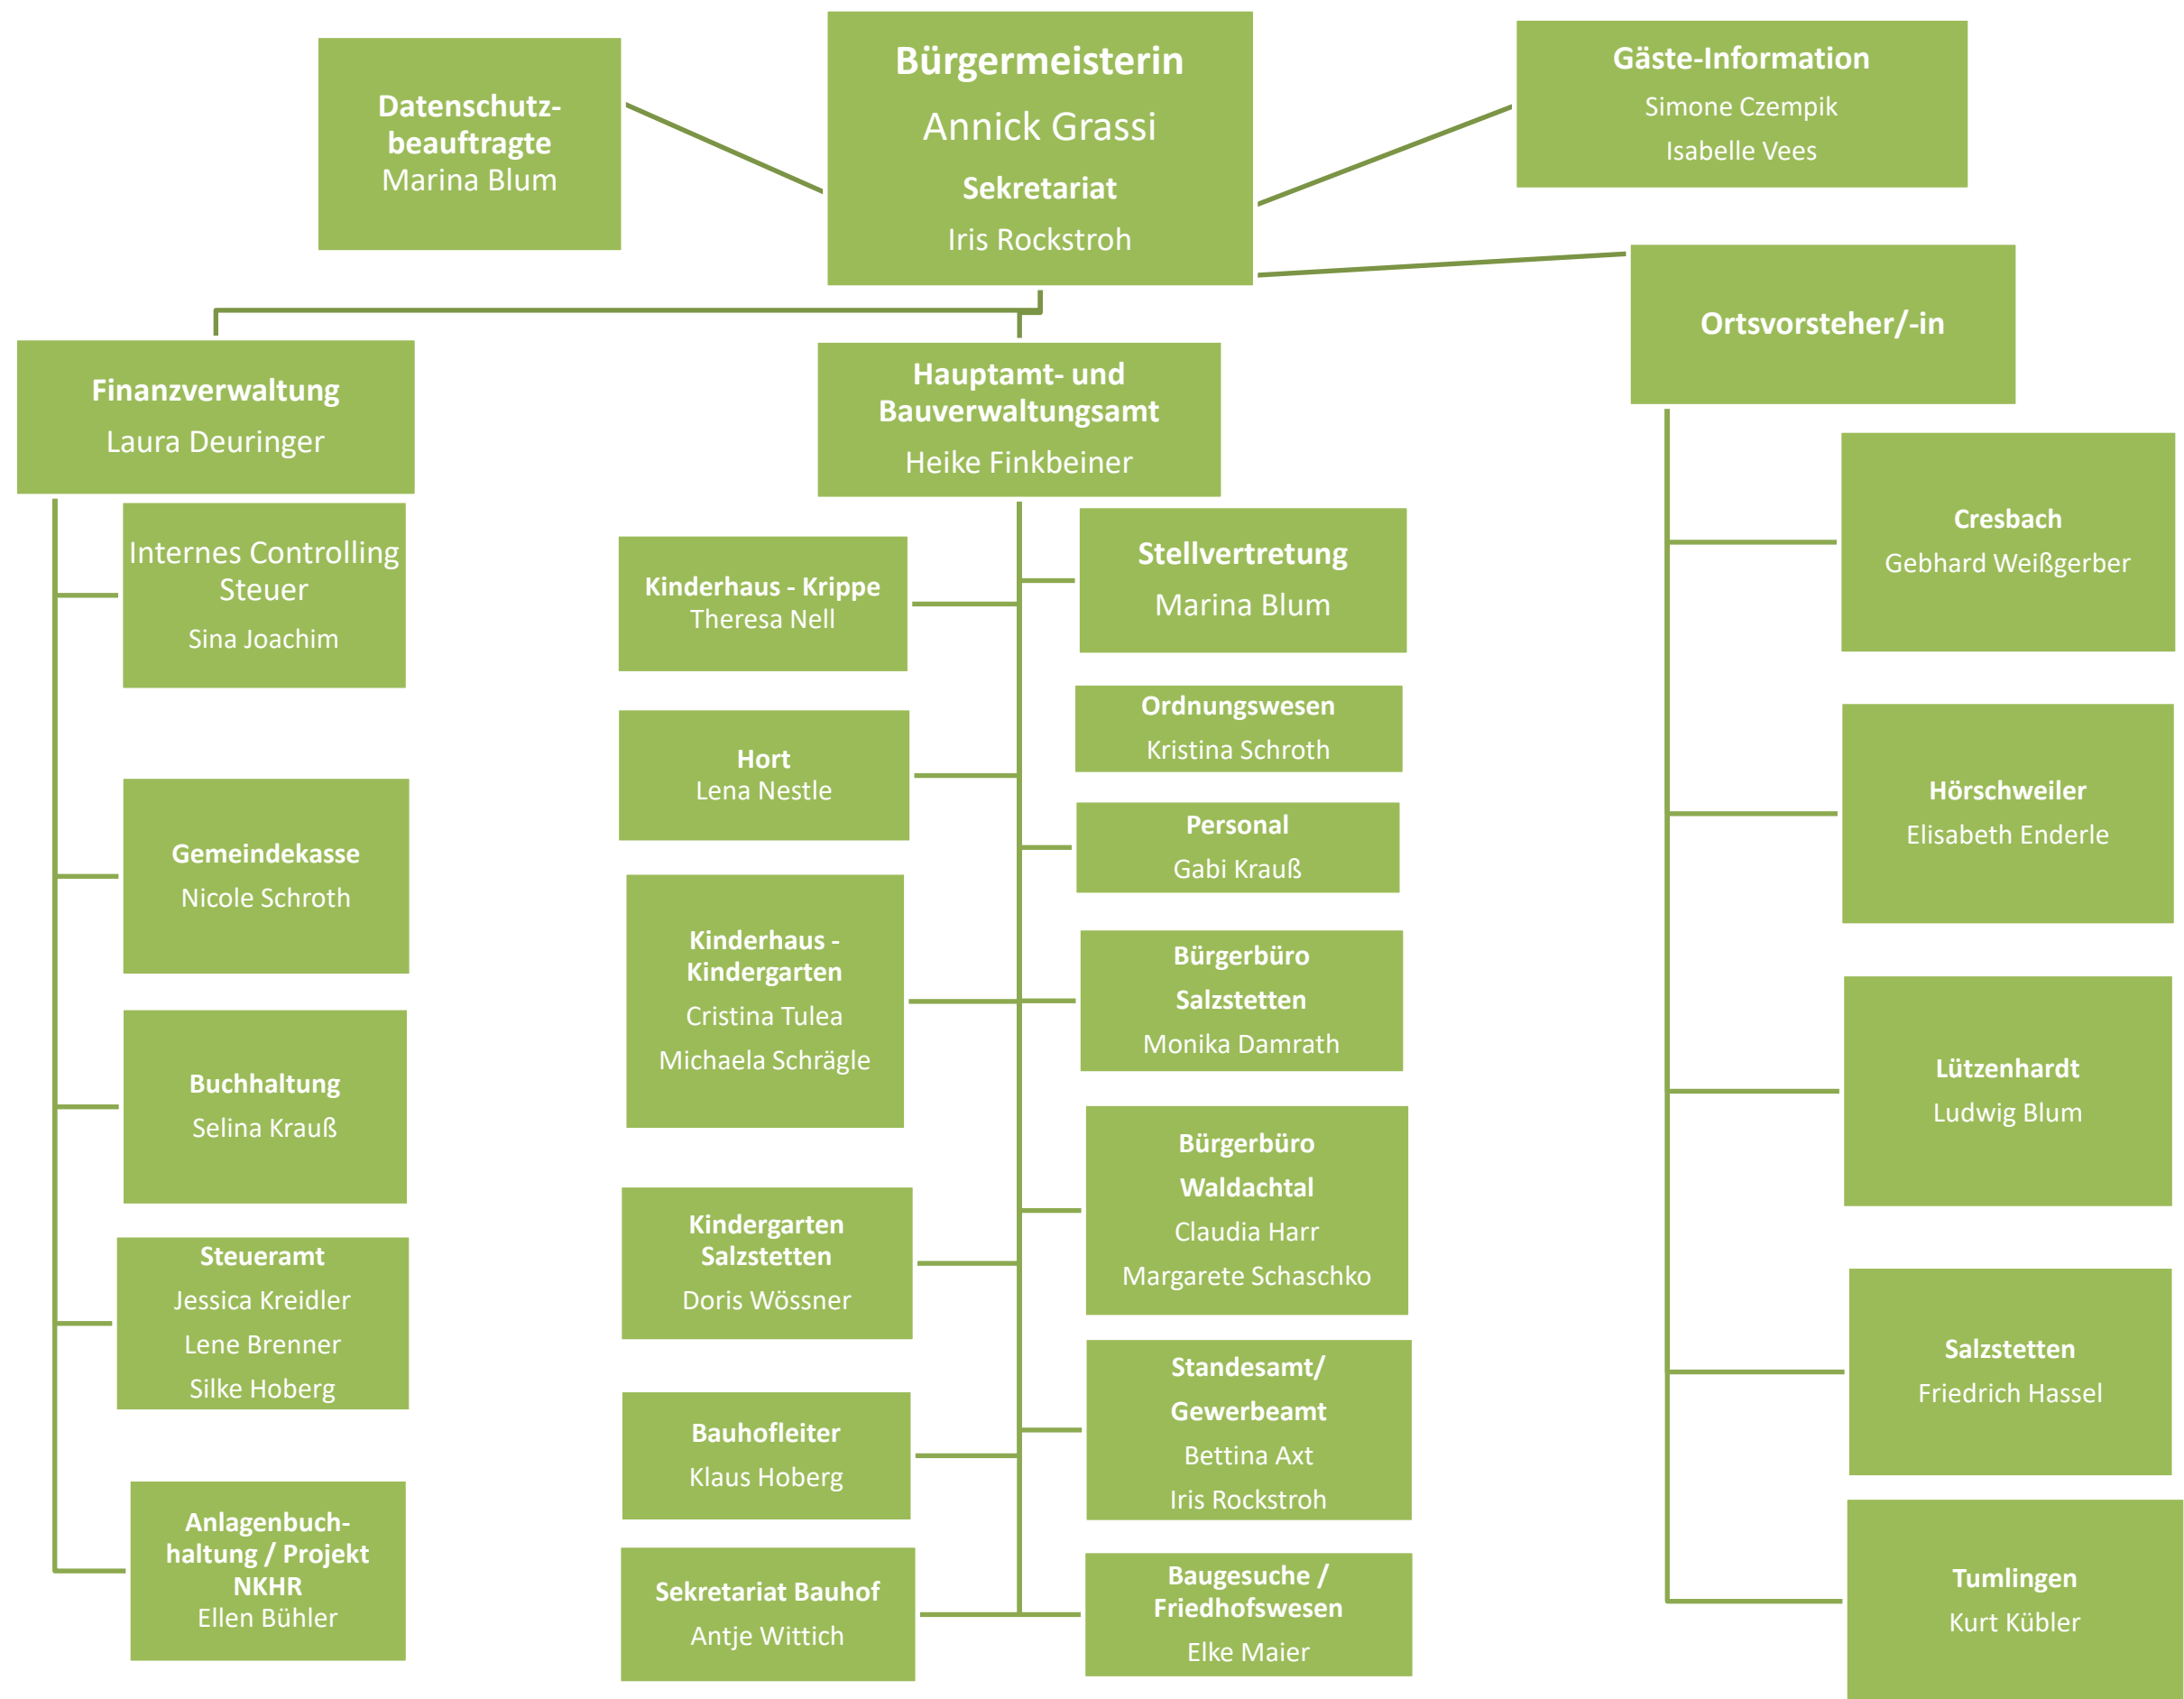 Bürgermeisterin
Annick Grassi
Sekretariat
Iris Rockstroh
Datenschutz-
beauftragte
Marina Blum
Gäste-Information
Simone Czempik
Isabelle Vees
Ortsvorsteher/-in
Finanzverwaltung
Laura Deuringer
Hauptamt- und
Bauverwaltungsamt
Heike Finkbeiner
Internes Controlling
Steuer
Sina Joachim
Gemeindekasse
Nicole Schroth
Buchhaltung
Selina Krauß
Steueramt
Jessica Kreidler
Lene Brenner
Silke Hoberg
Anlagenbuch-
haltung / Projekt
NKHR
Ellen Bühler
Kinderhaus - Krippe
Theresa Nell
Hort
Lena Nestle
Kinderhaus -
Kindergarten
Cristina Tulea
Michaela Schrägle
Kindergarten
Salzstetten
Doris Wössner
Bauhofleiter
Klaus Hoberg
Sekretariat Bauhof
Antje Wittich
Stellvertretung
Marina Blum
Ordnungswesen
Kristina Schroth
Personal
Gabi Krauß
Bürgerbüro
Salzstetten
Monika Damrath
Bürgerbüro
Waldachtal
Claudia Harr
Margarete Schaschko
Standesamt/
Gewerbeamt
Bettina Axt
Iris Rockstroh
Baugesuche /
Friedhofswesen
Elke Maier
Cresbach
Gebhard Weißgerber
Hörschweiler
Elisabeth Enderle
Lützenhardt
Ludwig Blum
Salzstetten
Friedrich Hassel
Tumlingen
Kurt Kübler